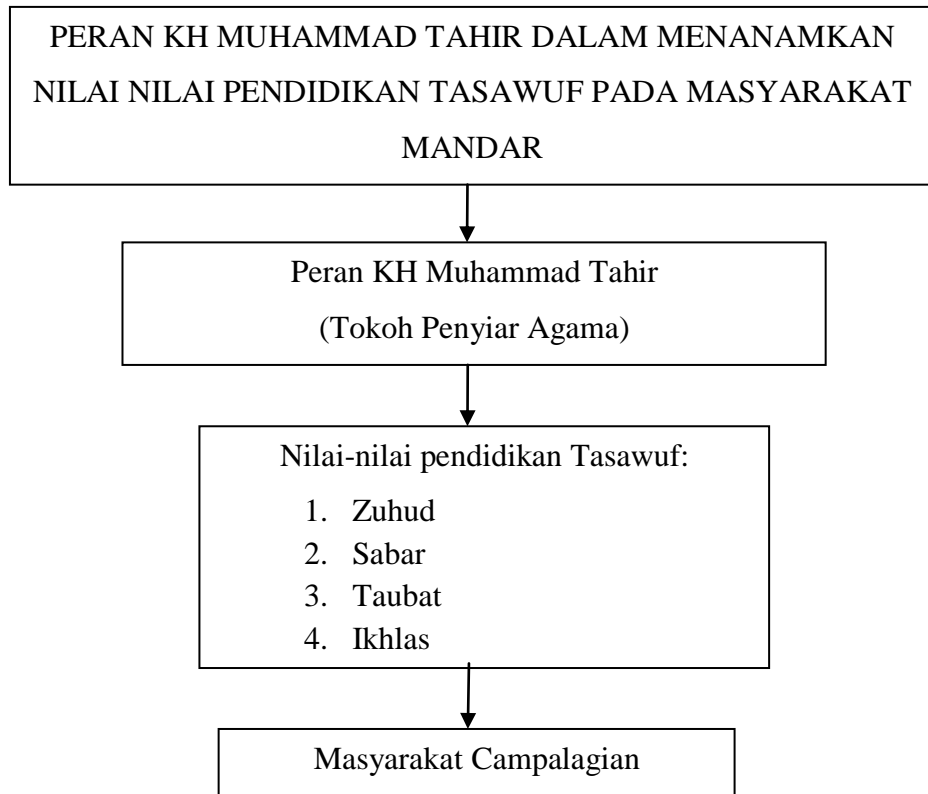 PERAN KH MUHAMMAD TAHIR DALAM MENANAMKAN
NILAI NILAI PENDIDIKAN TASAWUF PADA MASYARAKAT
MANDAR
Peran KH Muhammad Tahir
(Tokoh Penyiar Agama)
Nilai-nilai pendidikan Tasawuf:
1. Zuhud
2. Sabar
3. Taubat
4. Ikhlas
Masyarakat Campalagian